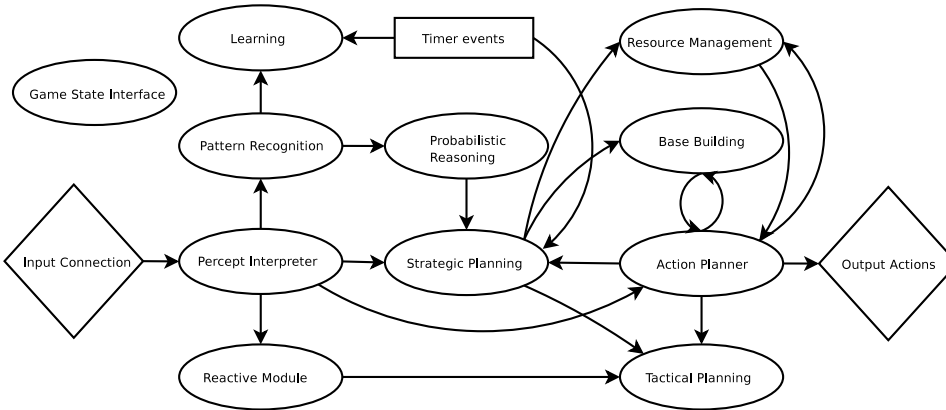 Learning
Timer events
Resource Management
Game State Interface
Pattern Recognition
Probabilistic
Reasoning
Base Building
Input Connection
Percept Interpreter
Strategic Planning
Action Planner
Output Actions
Reactive Module
Tactical Planning